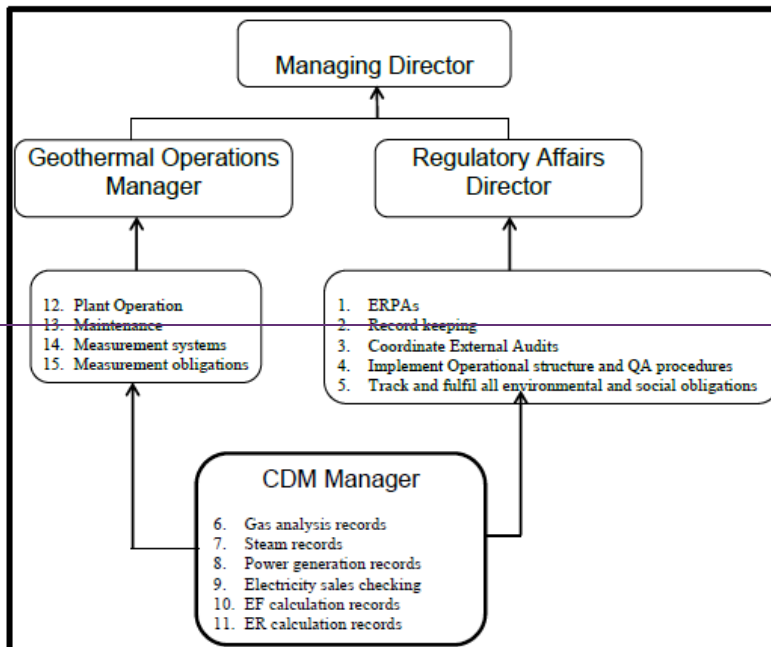 Managing Director
Geothermal Operations
Manager
Regulatory Affairs
Director
12. Plant Operation
13. Maintenance
14. Measurement systems
15. Measurement obligations
1. ERPAs
2. Record keeping
3. Coordinate External Audits
4. Implement Operational structure and QA procedures
5. Track and fulfil all environmental and social obligations
CDM Manager
6. Gas analysis records
7. Steam records
8. Power generation records
9. Electricity sales checking
10. EF calculation records
11. ER calculation records